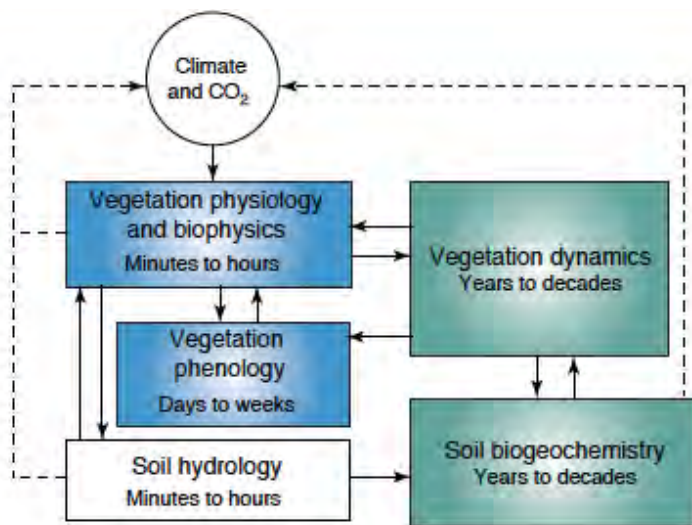 Climate
and CO₂
Vegetation physiology
and biophysics
Minutes to hours
Vegetation dynamics
Years to decades
Vegetation
phenology
Days to weeks
Soil hydrology
Minutes to hours
Soil biogeochemistry
Years to decades